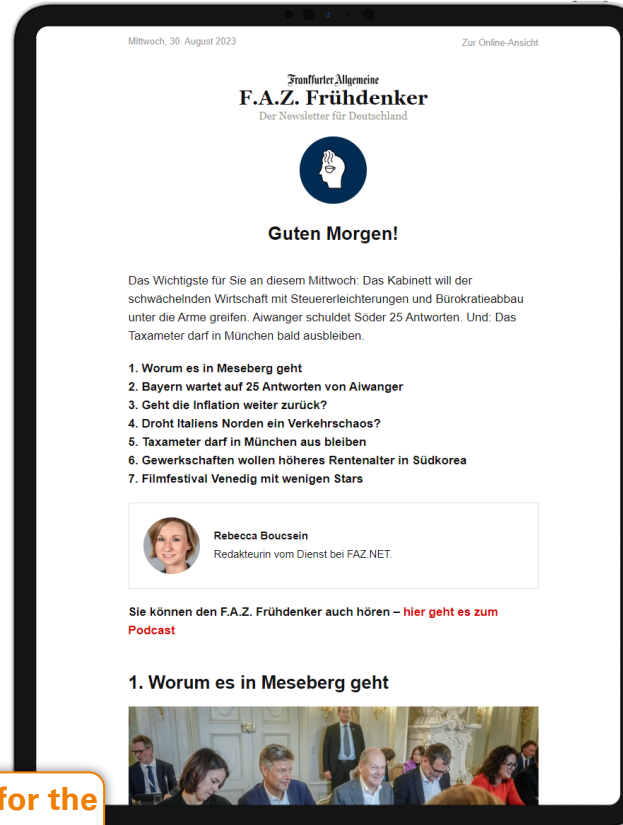 Mittwoch, 30. August 2023
Zur Online-Ansicht
Frankfurter Allgemeine
F.A.Z. Frühdenker
Der Newsletter für Deutschland
Guten Morgen!
Das Wichtigste für Sie an diesem Mittwoch: Das Kabinett will der
schwächelnden Wirtschaft mit Steuererleichterungen und Bürokratieabbau
unter die Arme greifen. Aiwanger schuldet Söder 25 Antworten. Und: Das
Taxameter darf in München bald ausbleiben.
1. Worum es in Meseberg geht
2. Bayern wartet auf 25 Antworten von Aiwanger
3. Geht die Inflation weiter zurück?
4. Droht Italiens Norden ein Verkehrschaos?
5. Taxameter darf in München aus bleiben
6. Gewerkschaften wollen höheres Rentenalter in Südkorea
7. Filmfestival Venedig mit wenigen Stars
Rebecca Boucsein
Redakteurin vom Dienst bei FAZ.NET.
Sie können den F.A.Z. Frühdenker auch hören – hier geht es zum
Podcast
1. Worum es in Meseberg geht
for the